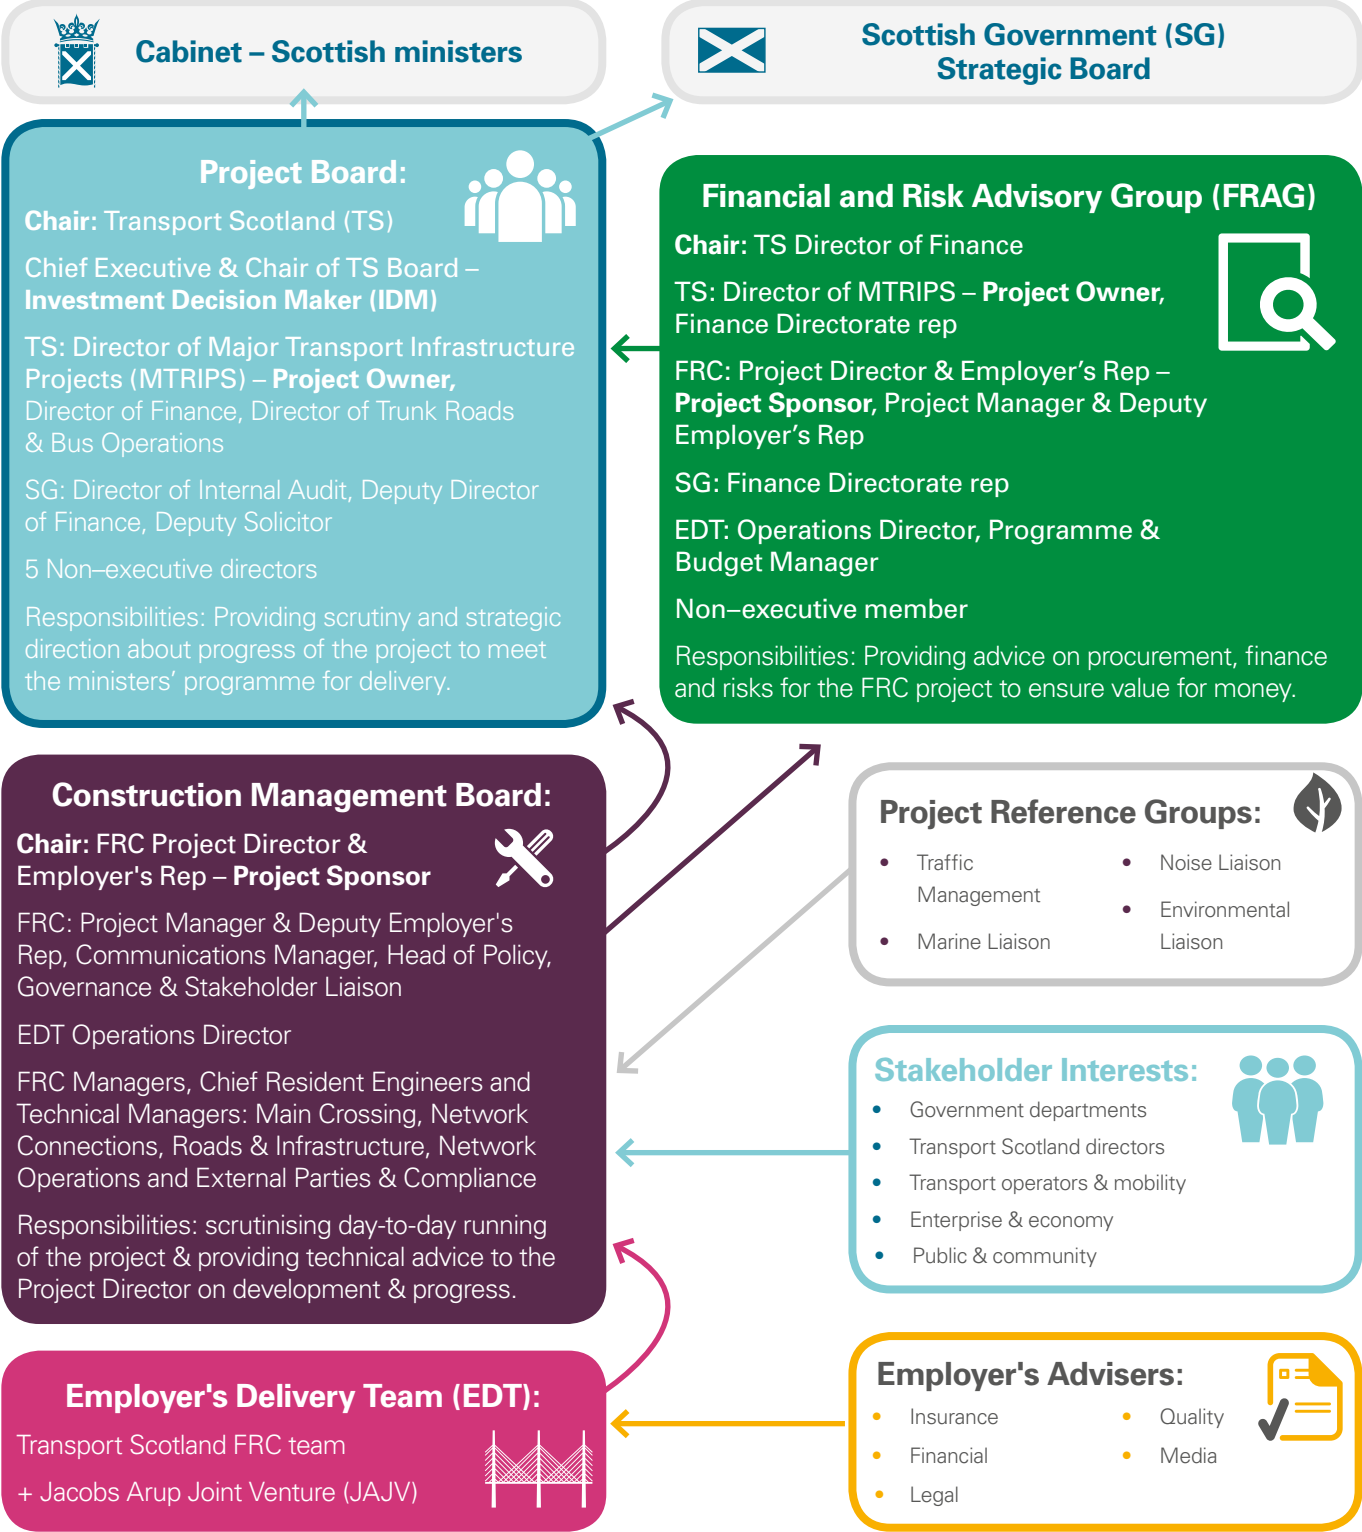 Cabinet – Scottish ministers
Scottish Government (SG)
Strategic Board
Project Board:
Chair: Transport Scotland (TS)
Chief Executive & Chair of TS Board –
Investment Decision Maker (IDM)
TS: Director of Major Transport Infrastructure
Projects (MTRIPS) – Project Owner,
Director of Finance, Director of Trunk Roads
& Bus Operations
SG: Director of Internal Audit, Deputy Director
of Finance, Deputy Solicitor
5 Non–executive directors
Responsibilities: Providing scrutiny and strategic
direction about progress of the project to meet
the ministers’ programme for delivery.
Financial and Risk Advisory Group (FRAG)
Chair: TS Director of Finance
TS: Director of MTRIPS – Project Owner,
Finance Directorate rep
FRC: Project Director & Employer’s Rep –
Project Sponsor, Project Manager & Deputy
Employer’s Rep
SG: Finance Directorate rep
EDT: Operations Director, Programme &
Budget Manager
Non–executive member
Responsibilities: Providing advice on procurement, finance
and risks for the FRC project to ensure value for money.
Construction Management Board:
Chair: FRC Project Director &
Employer's Rep – Project Sponsor
FRC: Project Manager & Deputy Employer's
Rep, Communications Manager, Head of Policy,
Governance & Stakeholder Liaison
EDT Operations Director
FRC Managers, Chief Resident Engineers and
Technical Managers: Main Crossing, Network
Connections, Roads & Infrastructure, Network
Operations and External Parties & Compliance
Responsibilities: scrutinising day-to-day running
of the project & providing technical advice to the
Project Director on development & progress.
Project Reference Groups:
• Traffic
Management
• Marine Liaison
• Noise Liaison
• Environmental
Liaison
Stakeholder Interests:
• Government departments
• Transport Scotland directors
• Transport operators & mobility
• Enterprise & economy
• Public & community
Employer's Delivery Team (EDT):
Transport Scotland FRC team
+ Jacobs Arup Joint Venture (JAJV)
Employer's Advisers:
• Insurance
• Financial
• Legal
• Quality
• Media